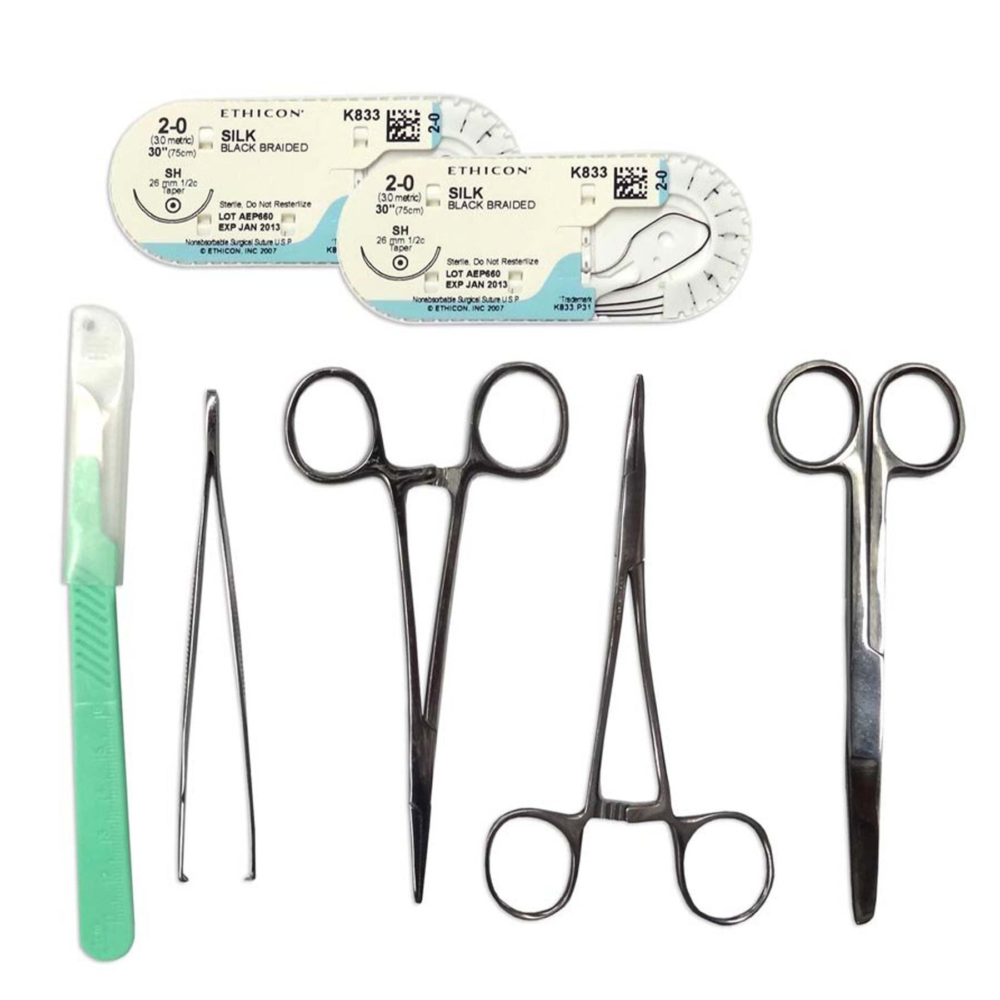 ETHICON*
K833
2-0
2-0
(3.0 metric)
30" (75cm)
SILK
BLACK BRAIDED
SH
26 mm 1/2c
Taper
Sterile, Do Not Resterilize
LOT AEP660
EXP JAN 2013
Nonabsorbable Surgical Suture U.S.P.
© ETHICON, INC 2007
K8
ETHICON*
K833
2-0
2-0
(3.0 metric)
30" (75cm)
SILK
BLACK BRAIDED
SH
26 mm 1/2c
Taper
Sterile, Do Not Resterilize
LOT AEP660
EXP JAN 2013
Nonabsorbable Surgical Suture U.S.P.
*Trademark
© ETHICON, INC 2007
K833 P31